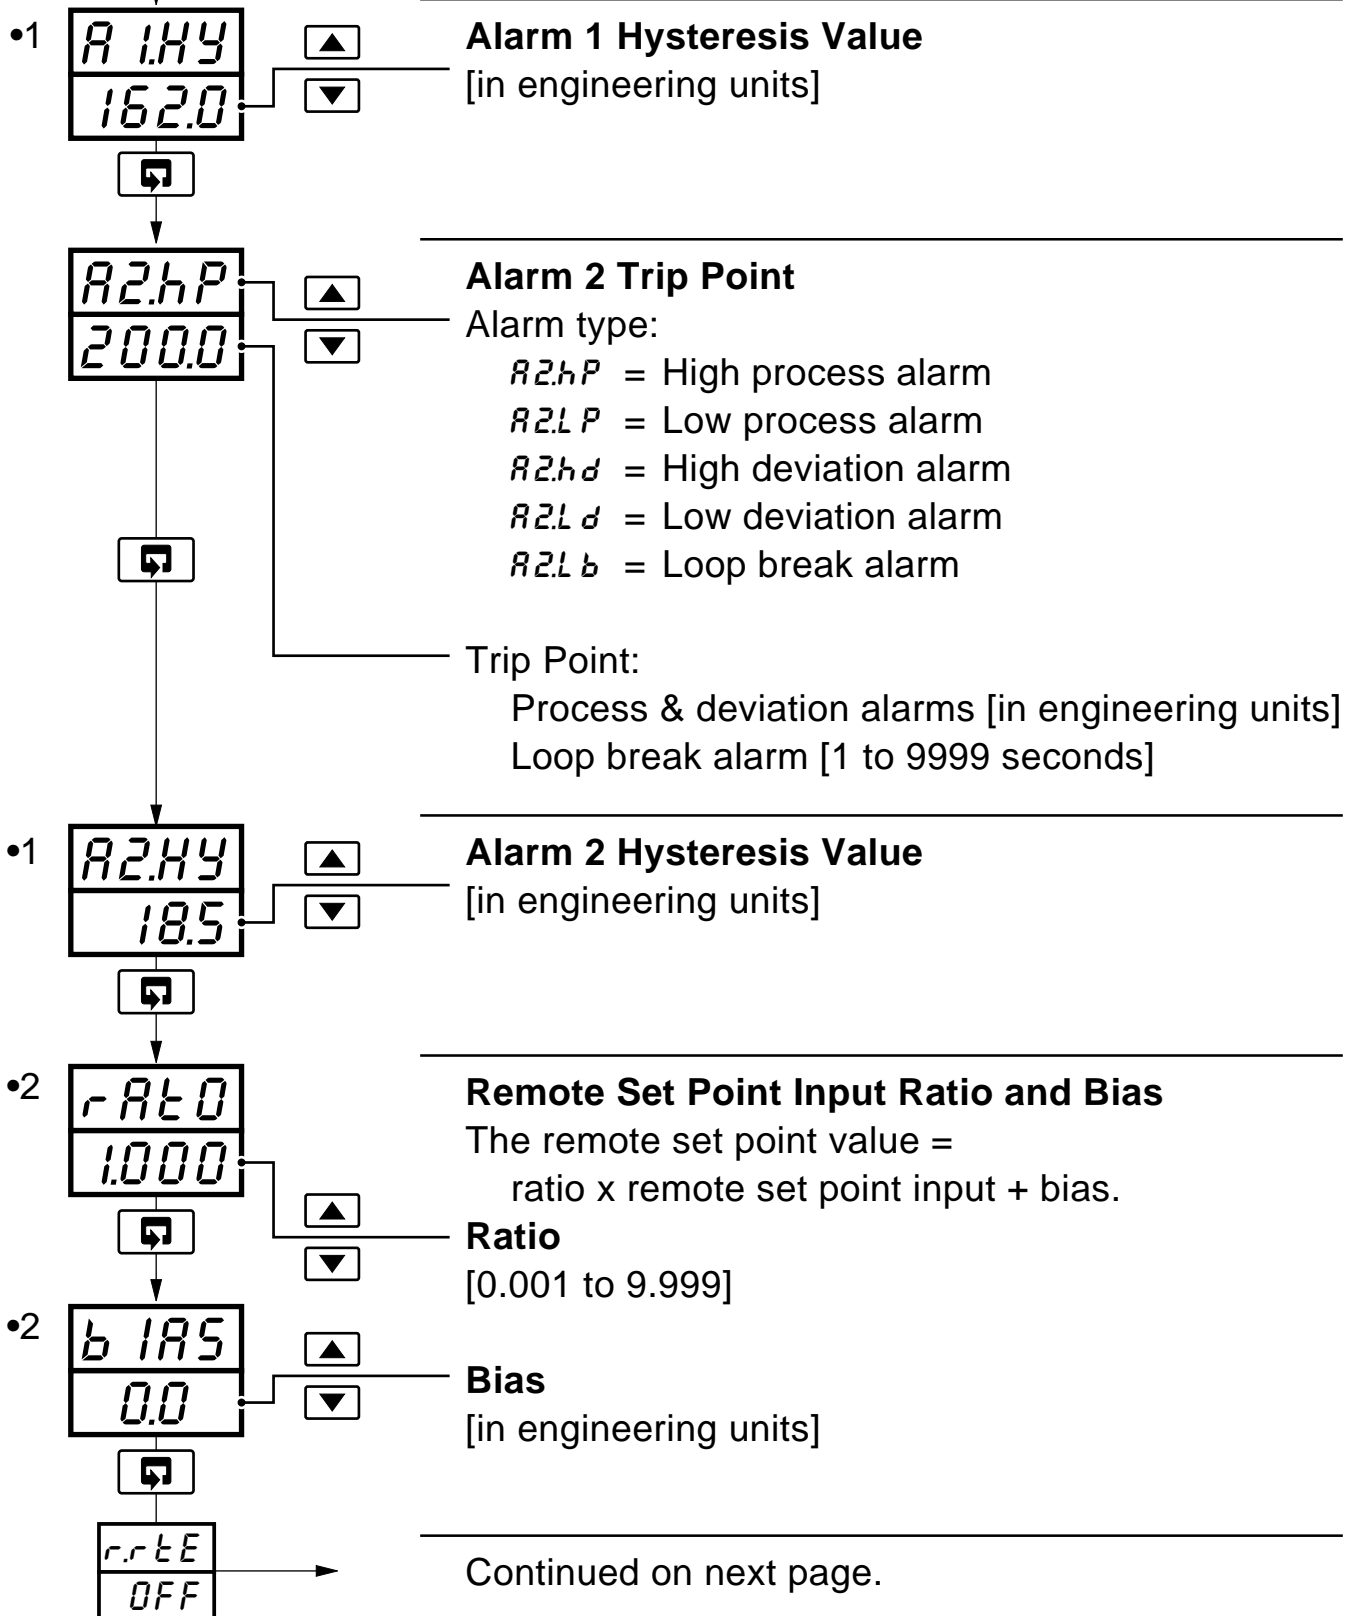 •1
A1.HY
162.0
Alarm 1 Hysteresis Value
[in engineering units]
A2.hP
200.0
Alarm 2 Trip Point
Alarm type:
A2.hP = High process alarm
A2.LP = Low process alarm
A2.hd = High deviation alarm
A2.Ld = Low deviation alarm
A2.Lb = Loop break alarm
Trip Point:
Process & deviation alarms [in engineering units]
Loop break alarm [1 to 9999 seconds]
•1
A2.HY
18.5
Alarm 2 Hysteresis Value
[in engineering units]
•2
rAtO
1.000
Remote Set Point Input Ratio and Bias
The remote set point value =
ratio x remote set point input + bias.
Ratio
[0.001 to 9.999]
•2
bIAS
0.0
Bias
[in engineering units]
r.rtE
OFF
Continued on next page.